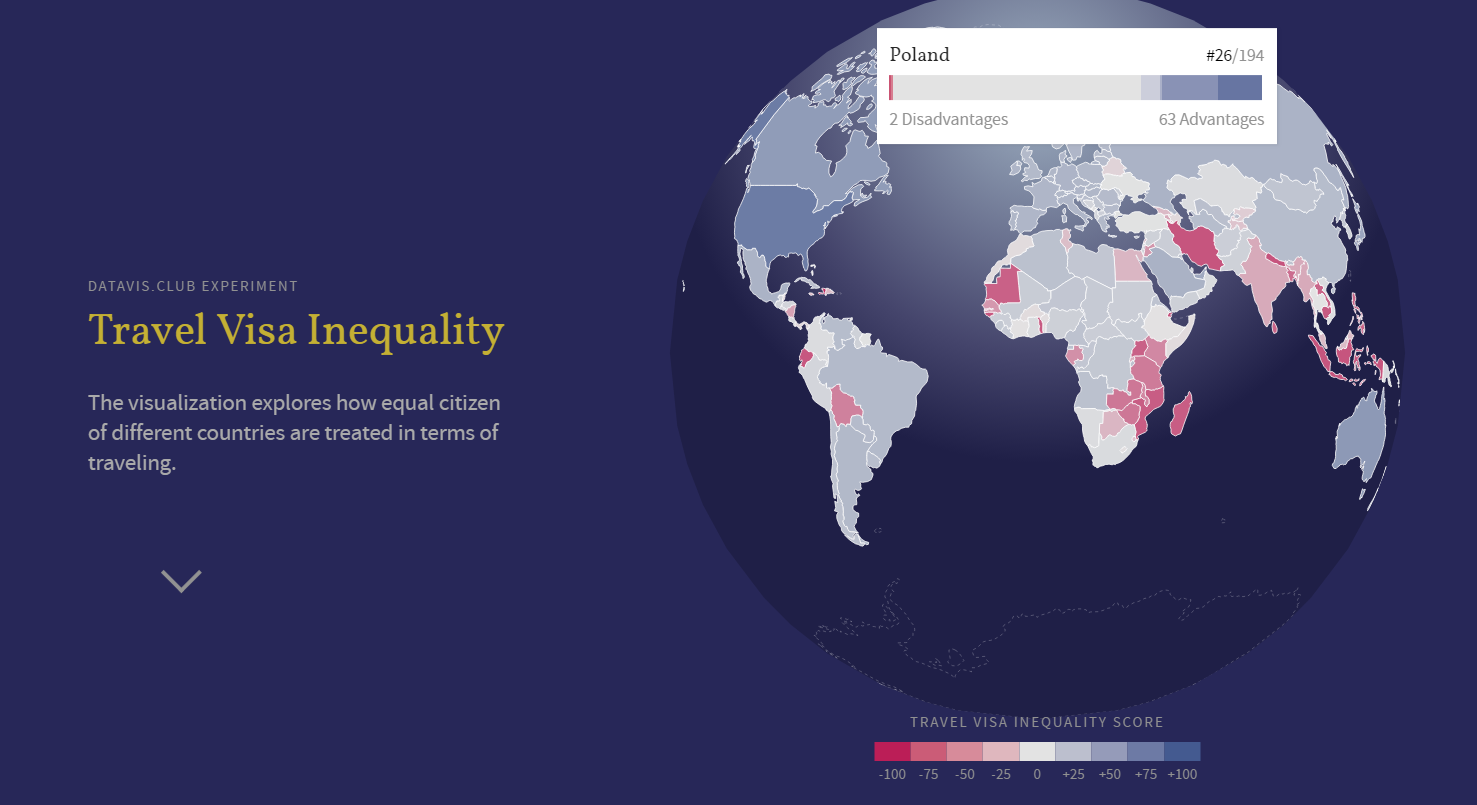 DATAVIS.CLUB EXPERIMENT
Travel Visa Inequality
The visualization explores how equal citizen
of different countries are treated in terms of
traveling.
Poland #26/194
2 Disadvantages 63 Advantages
TRAVEL VISA INEQUALITY SCORE
-100 -75 -50 -25 0 +25 +50 +75 +100